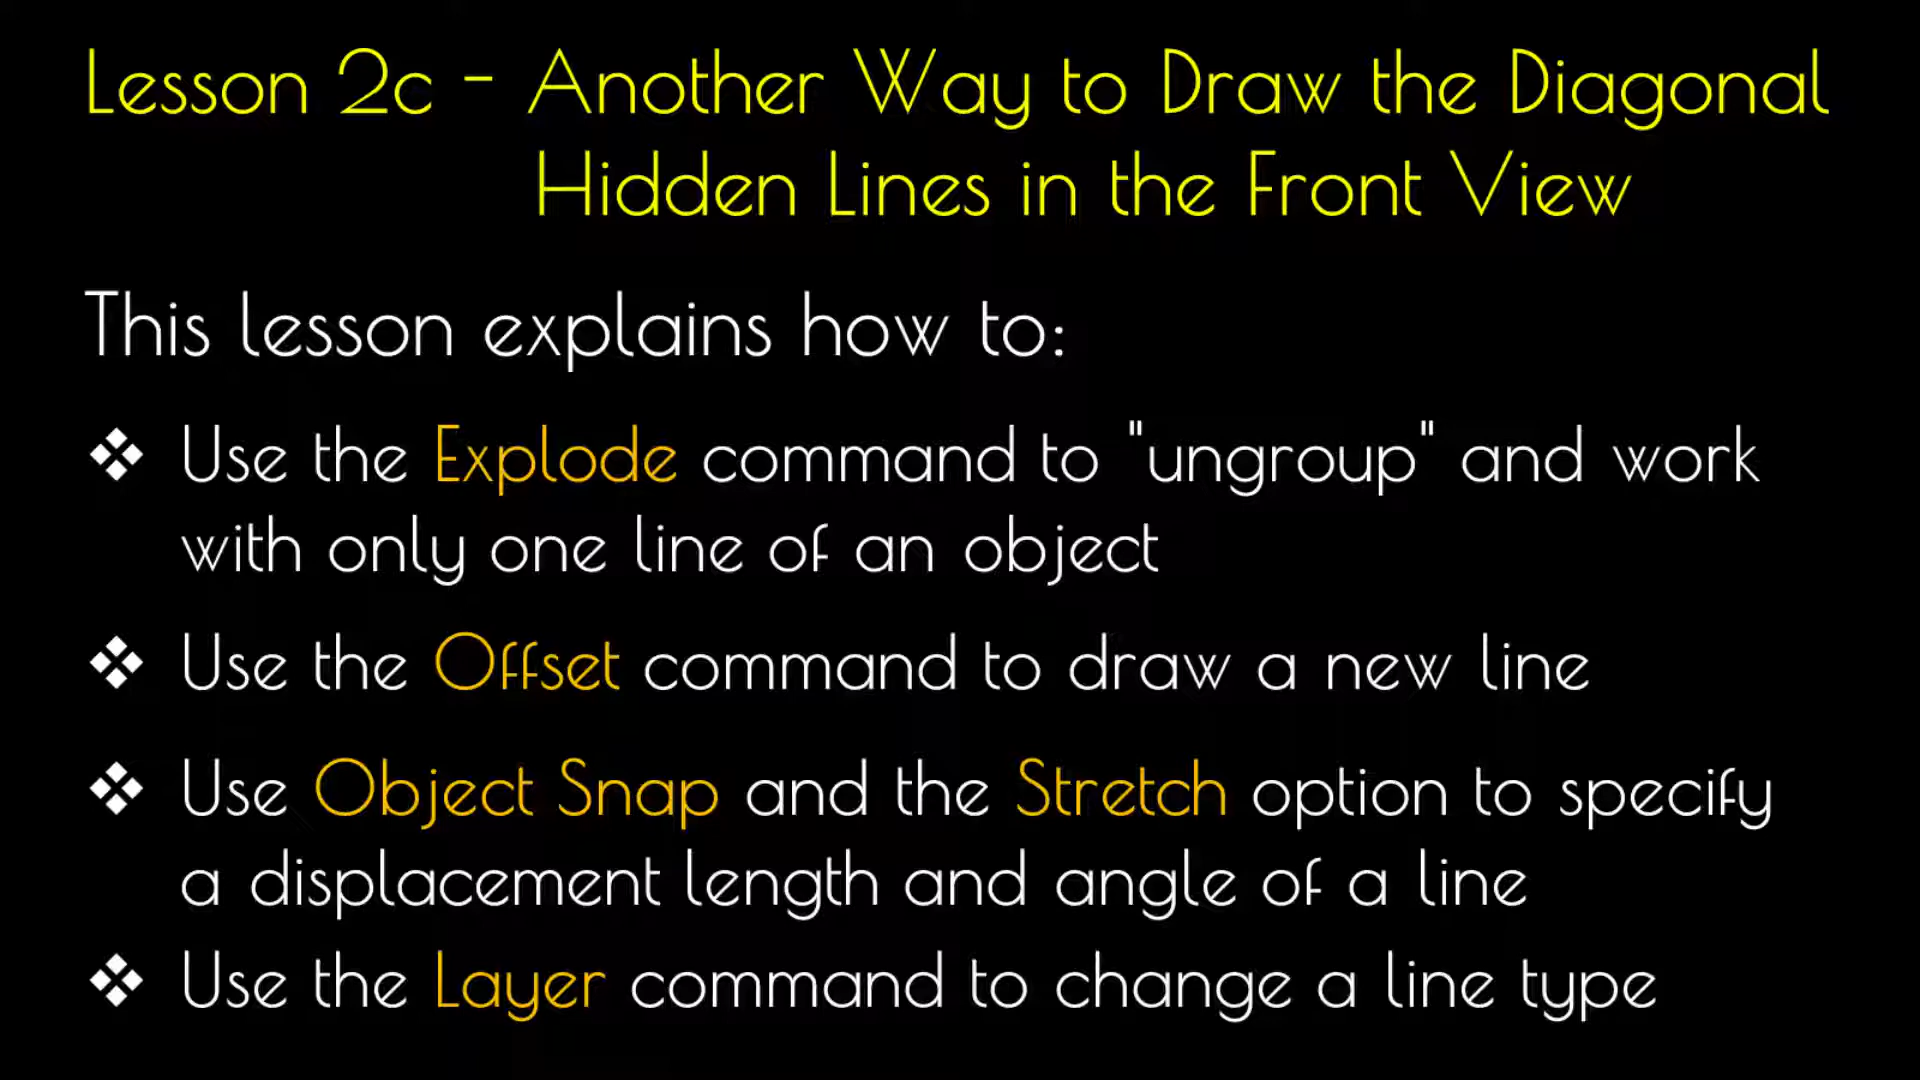 Lesson 2c - Another Way to Draw the Diagonal
Hidden Lines in the Front View
This lesson explains how to:
❖ Use the Explode command to "ungroup" and work
with only one line of an object
❖ Use the Offset command to draw a new line
❖ Use Object Snap and the Stretch option to specify
a displacement length and angle of a line
❖ Use the Layer command to change a line type